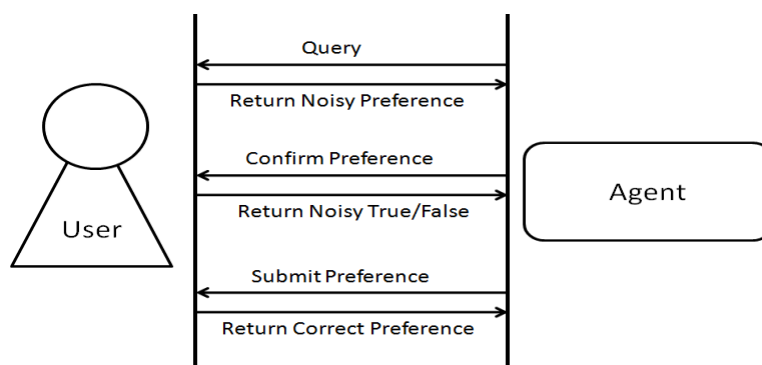 Query
Return Noisy Preference
Confirm Preference
Return Noisy True/False
Submit Preference
Return Correct Preference
User
Agent